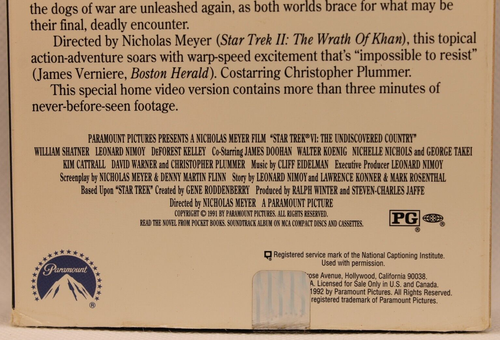 the dogs of war are unleashed again, as both worlds brace for what may be
their final, deadly encounter.
Directed by Nicholas Meyer (Star Trek II: The Wrath Of Khan), this topical
action-adventure soars with warp-speed excitement that's "impossible to resist"
(James Verniere, Boston Herald). Costarring Christopher Plummer.
This special home video version contains more than three minutes of
never-before-seen footage.
PARAMOUNT PICTURES PRESENTS A NICHOLAS MEYER FILM "STAR TREK® VI: THE UNDISCOVERED COUNTRY"
WILLIAM SHATNER LEONARD NIMOY DeFOREST KELLEY Co-Starring JAMES DOOHAN WALTER KOENIG NICHELLE NICHOLS and GEORGE TAKEI
KIM CATTRALL DAVID WARNER and CHRISTOPHER PLUMMER Music by CLIFF EIDELMAN Executive Producer LEONARD NIMOY
Screenplay by NICHOLAS MEYER & DENNY MARTIN FLINN Story by LEONARD NIMOY and LAWRENCE KONNER & MARK ROSENTHAL
Based Upon "STAR TREK" Created by GENE RODDENBERRY Produced by RALPH WINTER and STEVEN-CHARLES JAFFE
Directed by NICHOLAS MEYER A PARAMOUNT PICTURE
COPYRIGHT © 1991 BY PARAMOUNT PICTURES. ALL RIGHTS RESERVED.
READ THE NOVEL FROM POCKET BOOKS. SOUNDTRACK ALBUM ON MCA COMPACT DISCS AND CASSETTES.
PG
Registered service mark of the National Captioning Institute.
Used with permission.
Paramount
rose Avenue, Hollywood, California 90038.
A. Licensed for Sale Only in U.S. and Canada.
1992 by Paramount Pictures. All Rights Reserved.
registered trademark of Paramount Pictures.